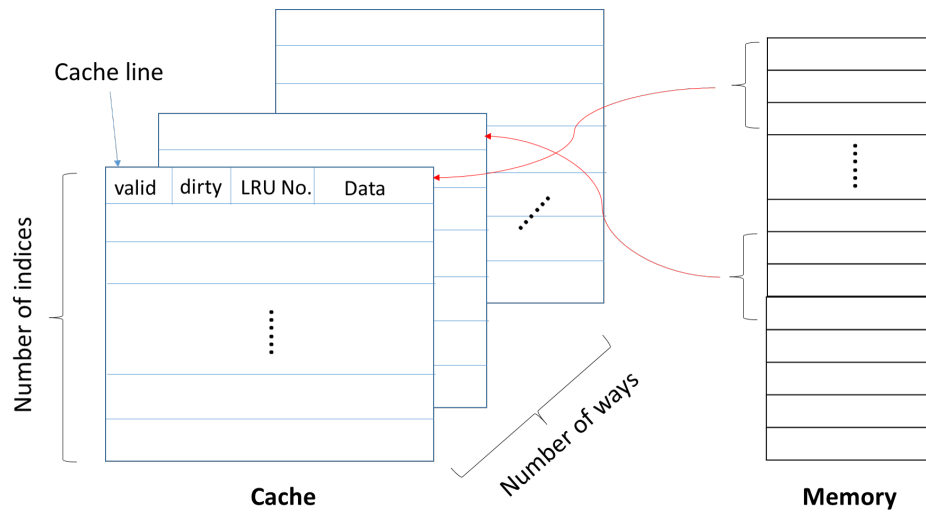 Cache line
valid
dirty
LRU No.
Data
Number of indices
Number of ways
Cache
Memory